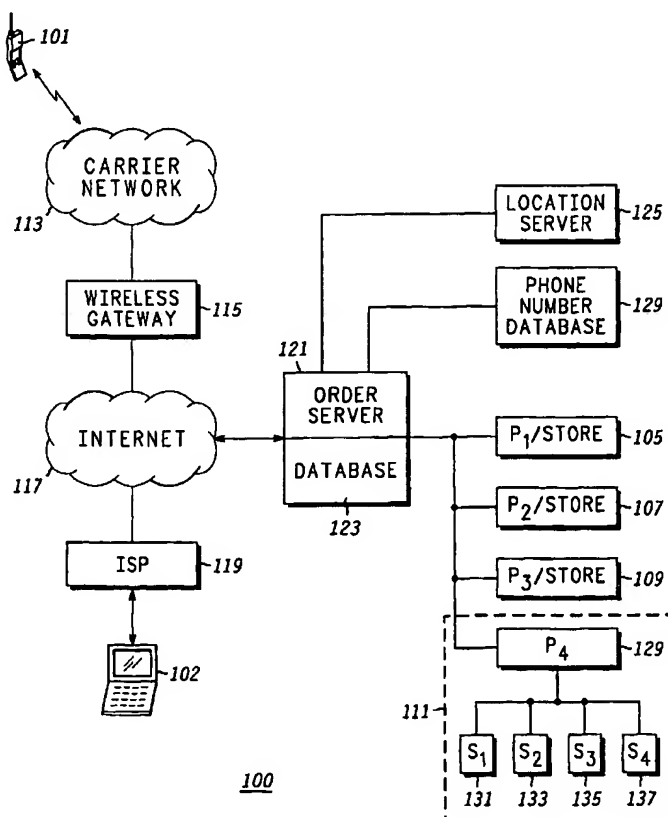 101
CARRIER
NETWORK
113
WIRELESS
GATEWAY
115
INTERNET
117
ISP
119
102
121
ORDER
SERVER
DATABASE
123
LOCATION
SERVER
125
PHONE
NUMBER
DATABASE
129
P1/STORE
105
P2/STORE
107
P3/STORE
109
P4
129
111
S1
S2
S3
S4
131
133
135
137
100